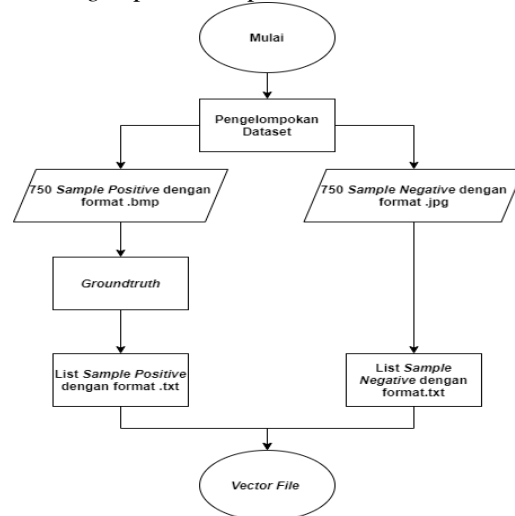 Mulai
Pengelompokan
Dataset
750 Sample Positive dengan
format .bmp
750 Sample Negative dengan
format .jpg
Groundtruth
List Sample Positive
dengan format .txt
List Sample
Negative dengan
format.txt
Vector File